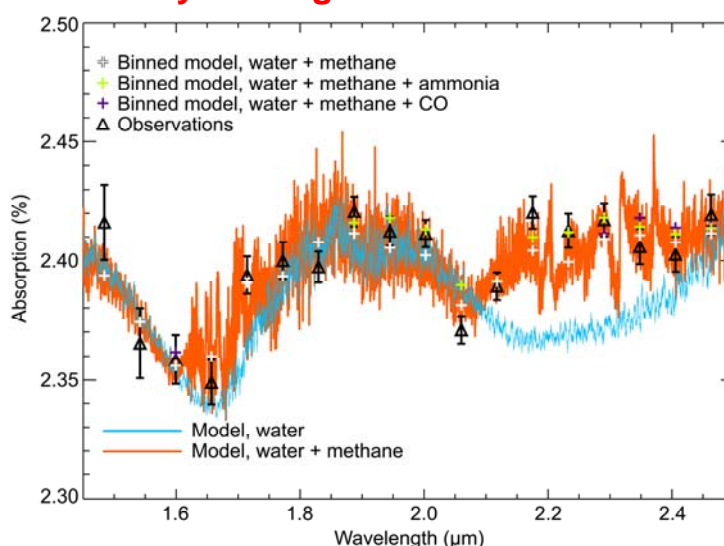 2.50
2.45
2.40
2.35
2.30
Absorption (%)
Binned model, water + methane
Binned model, water + methane + ammonia
Binned model, water + methane + CO
Observations
Model, water
Model, water + methane
1.6 1.8 2.0 2.2 2.4
Wavelength (µm)